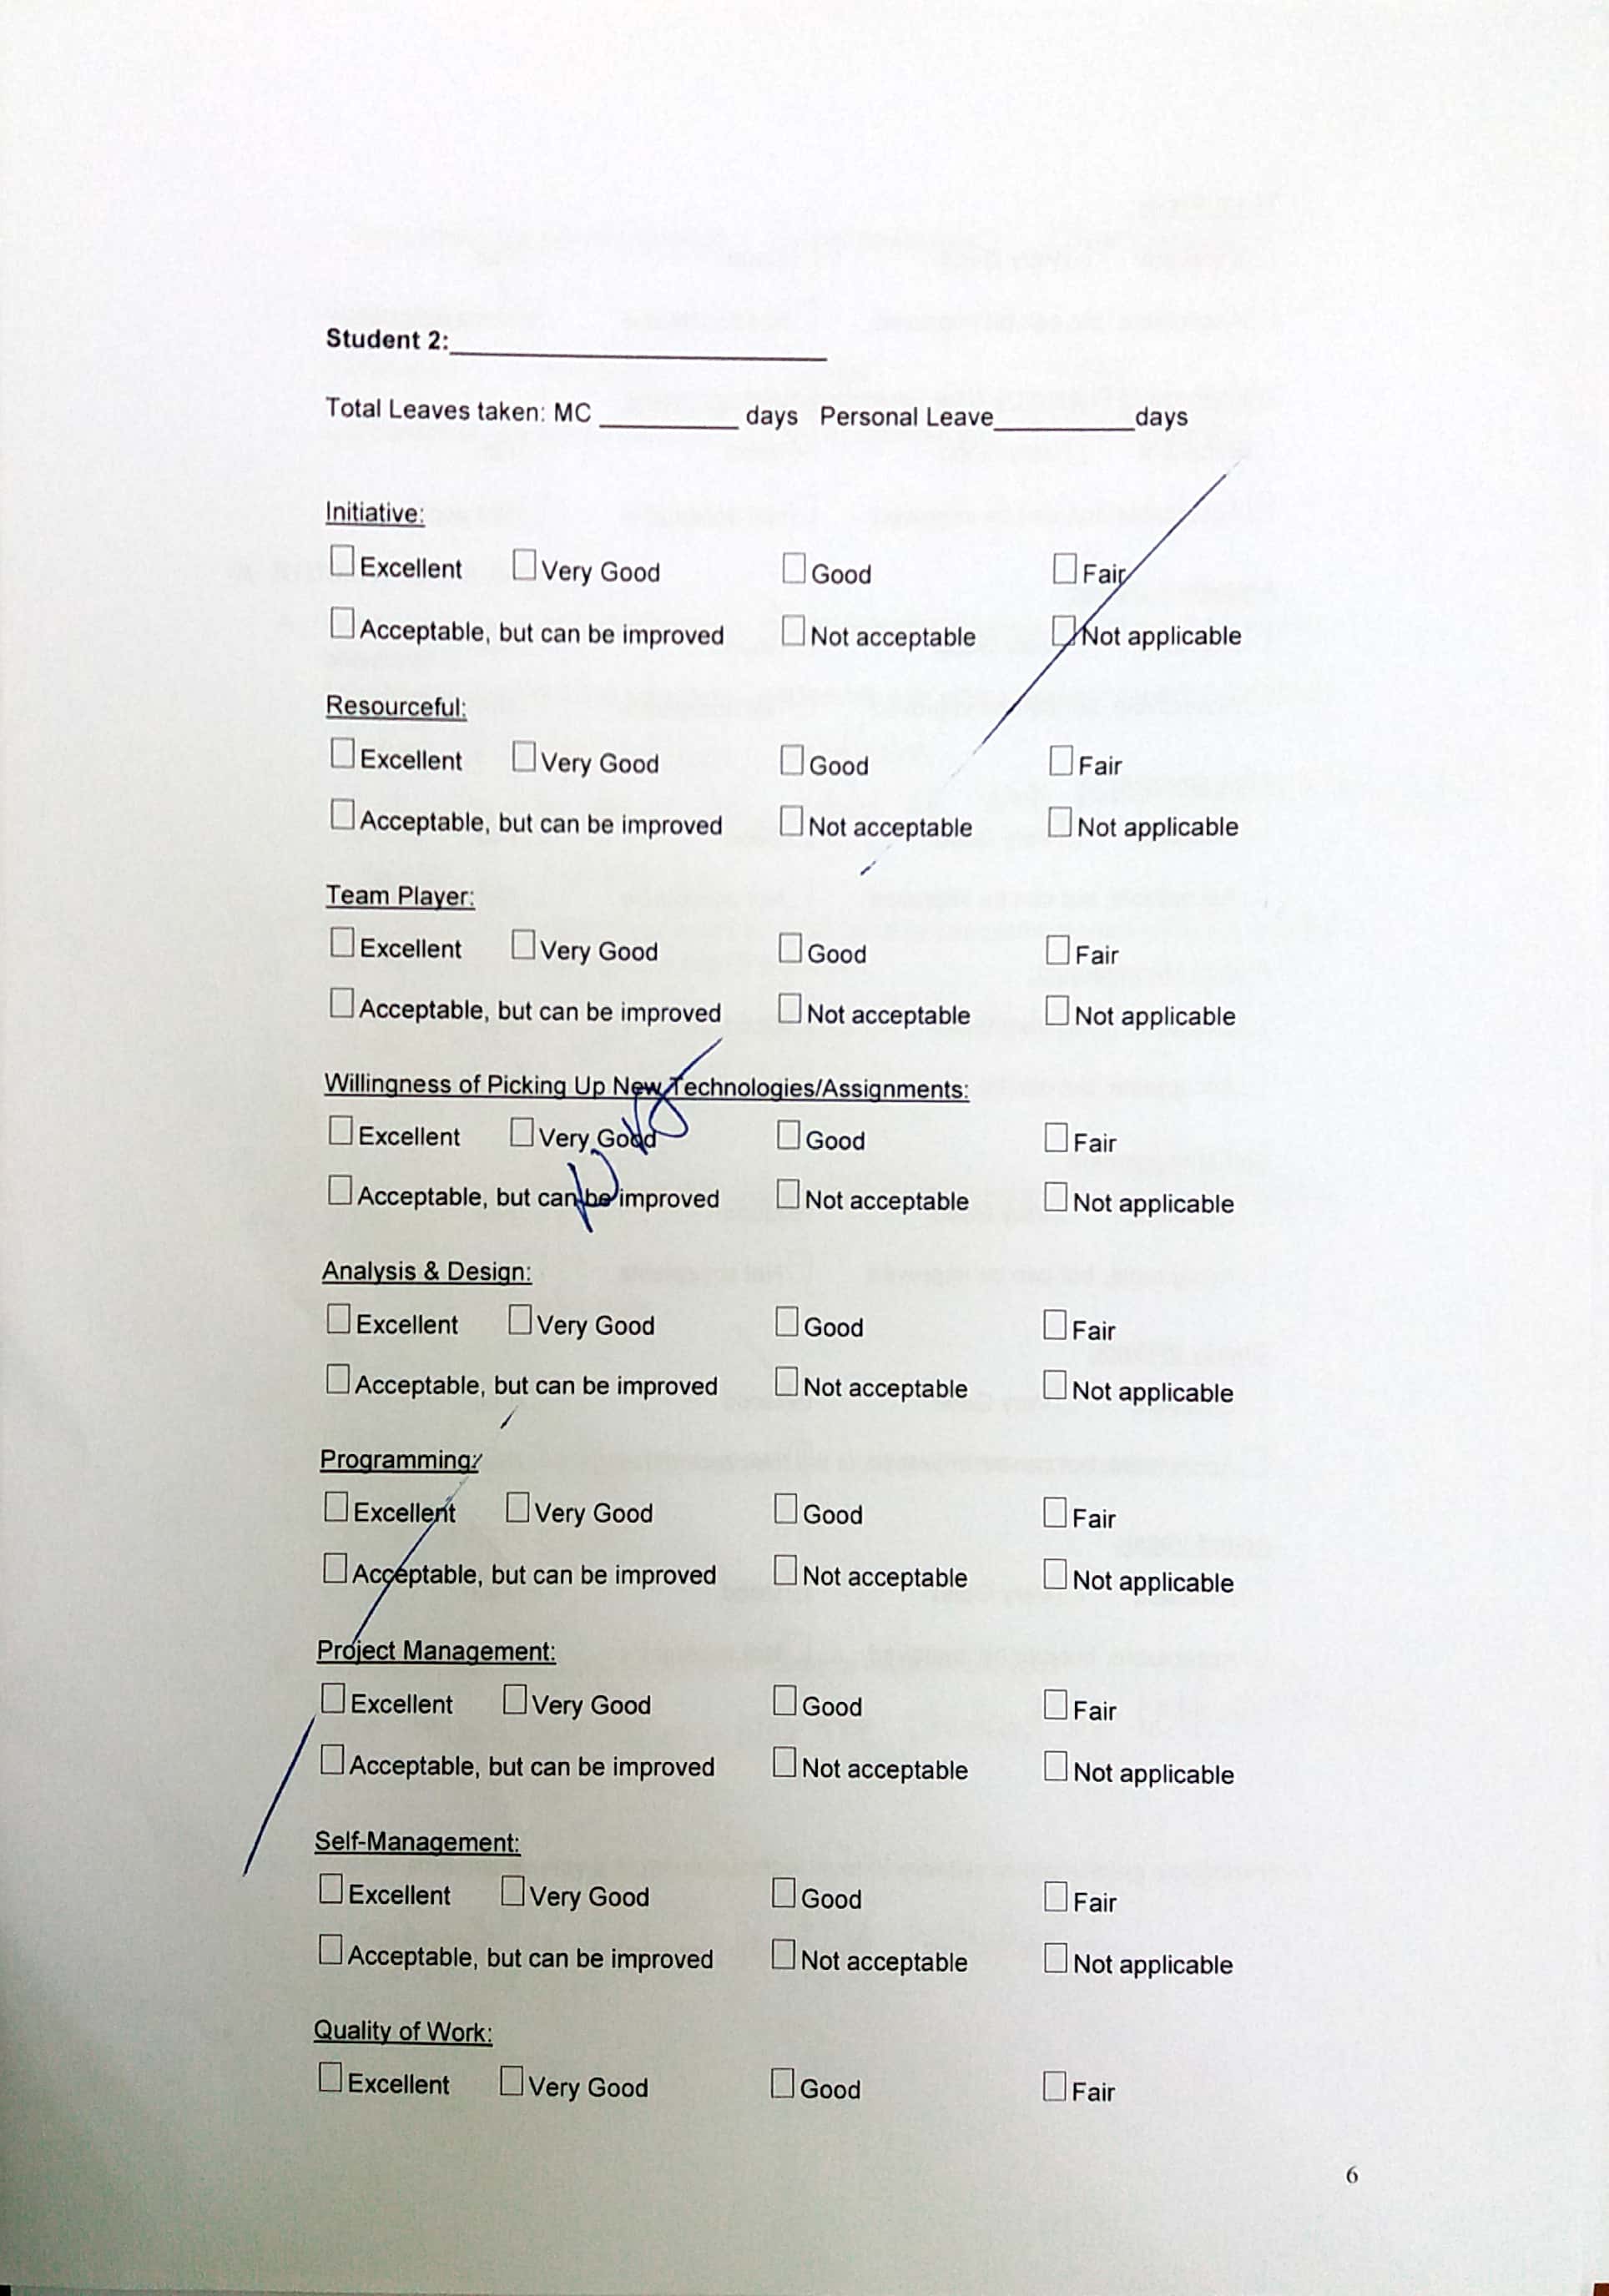 Student 2:
Total Leaves taken: MC days Personal Leave days
Initiative:
Excellent Very Good Good Fair
Acceptable, but can be improved Not acceptable Not applicable
Resourceful:
Excellent Very Good Good Fair
Acceptable, but can be improved Not acceptable Not applicable
Team Player:
Excellent Very Good Good Fair
Acceptable, but can be improved Not acceptable Not applicable
Willingness of Picking Up New Technologies/Assignments:
Excellent Very Good Good Fair
Acceptable, but can be improved Not acceptable Not applicable
Analysis & Design:
Excellent Very Good Good Fair
Acceptable, but can be improved Not acceptable Not applicable
Programming:
Excellent Very Good Good Fair
Acceptable, but can be improved Not acceptable Not applicable
Project Management:
Excellent Very Good Good Fair
Acceptable, but can be improved Not acceptable Not applicable
Self-Management:
Excellent Very Good Good Fair
Acceptable, but can be improved Not acceptable Not applicable
Quality of Work:
Excellent Very Good Good Fair
6